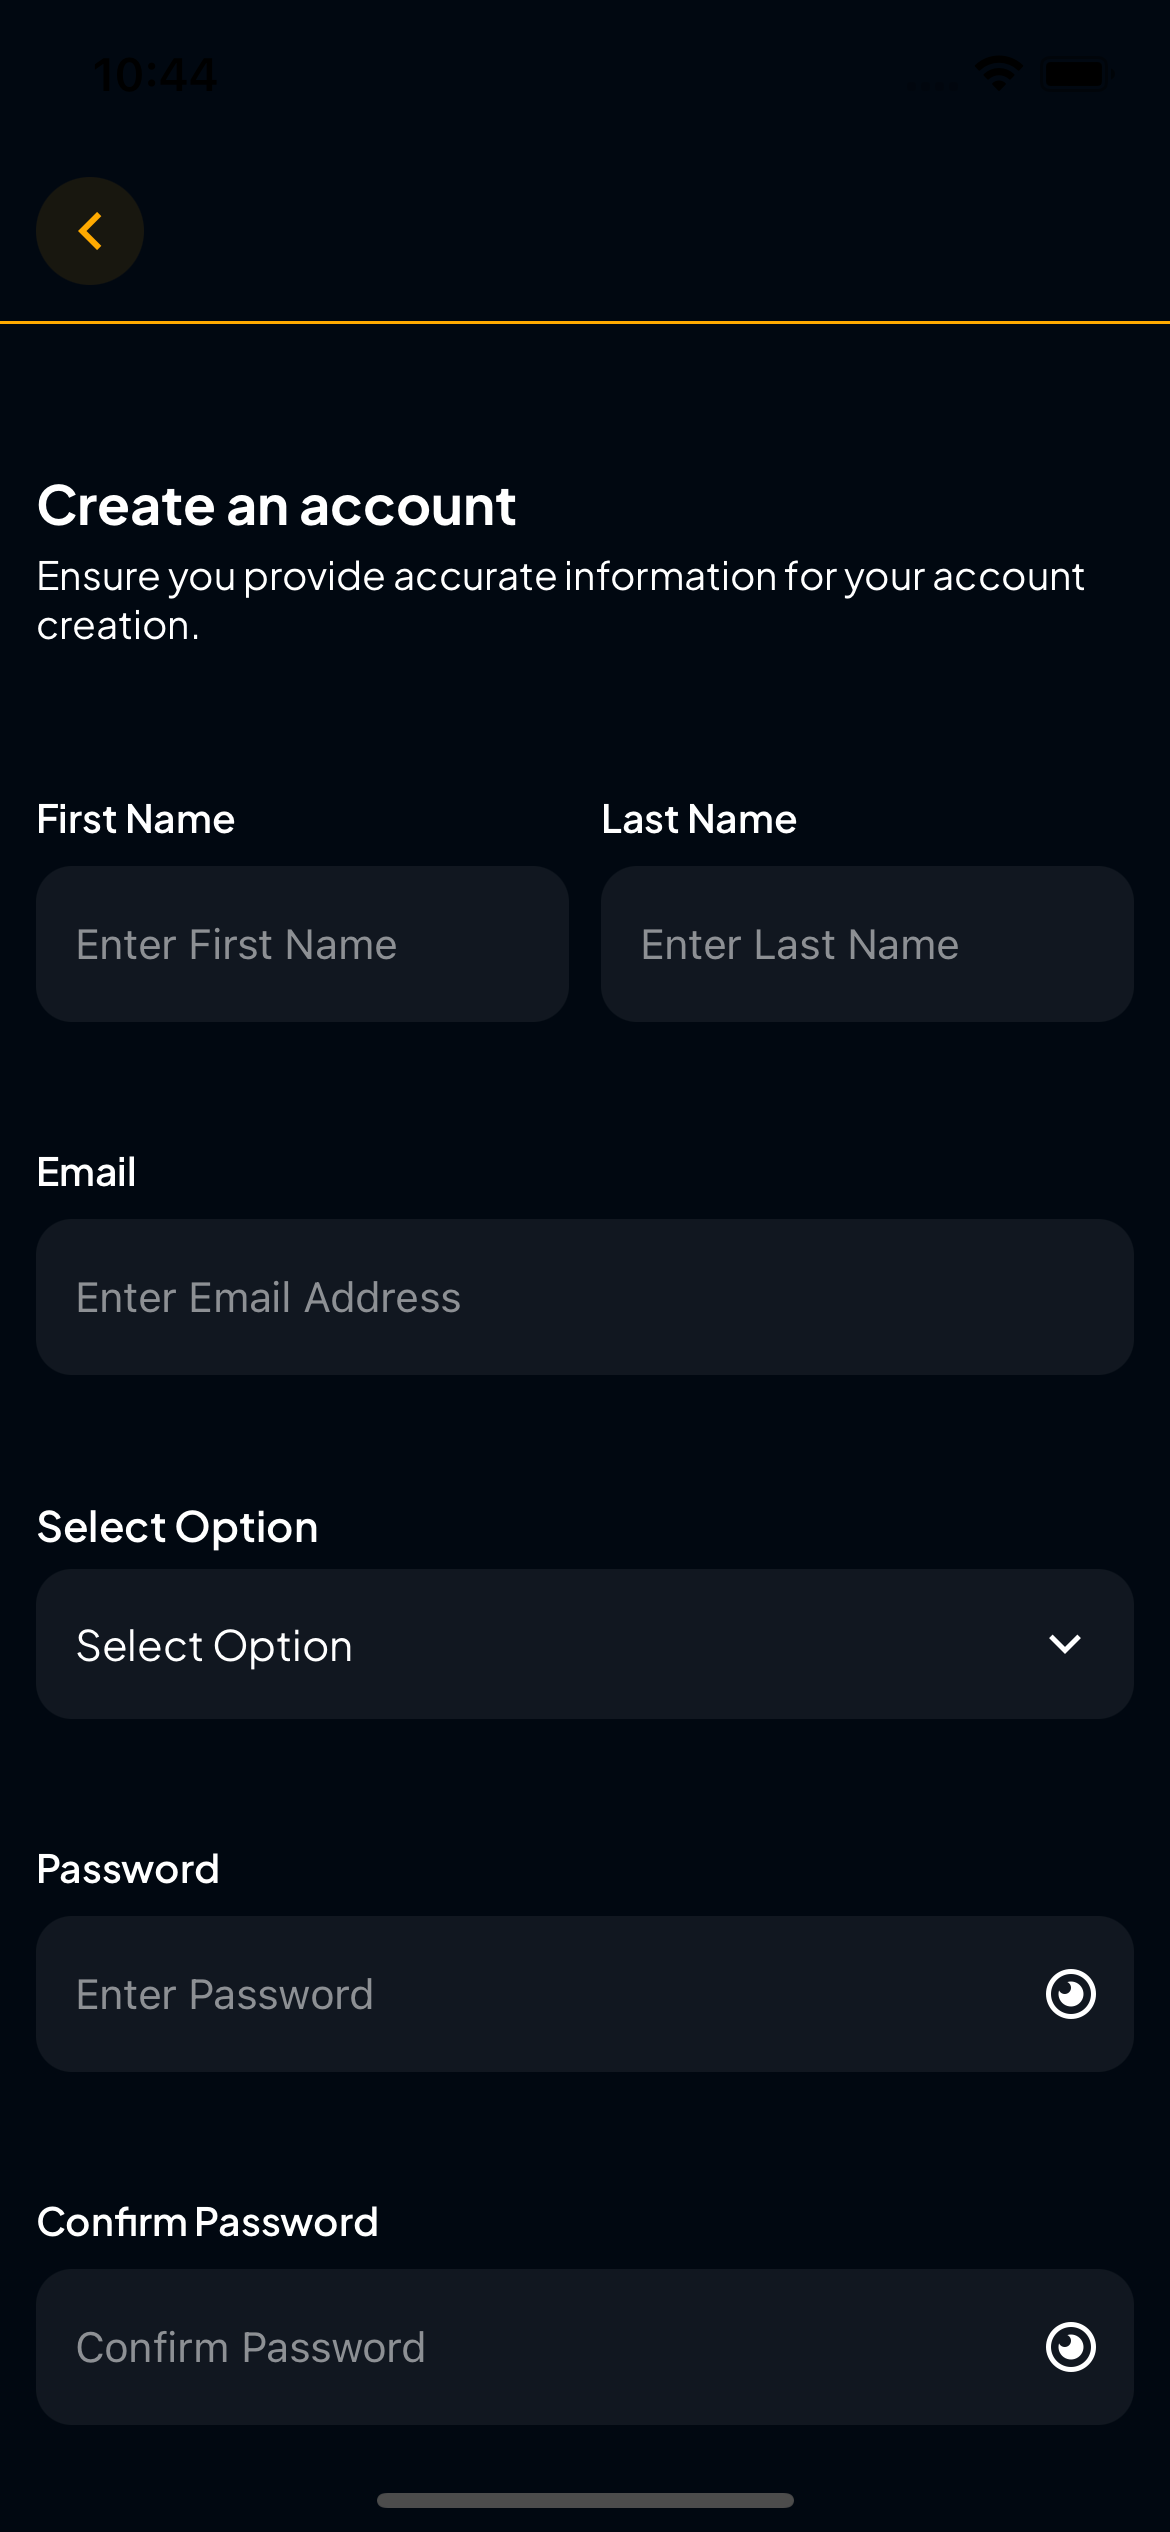 10:44
Create an account
Ensure you provide accurate information for your account
creation.
First Name
Last Name
Enter First Name
Enter Last Name
Email
Enter Email Address
Select Option
Select Option
Password
Enter Password
Confirm Password
Confirm Password